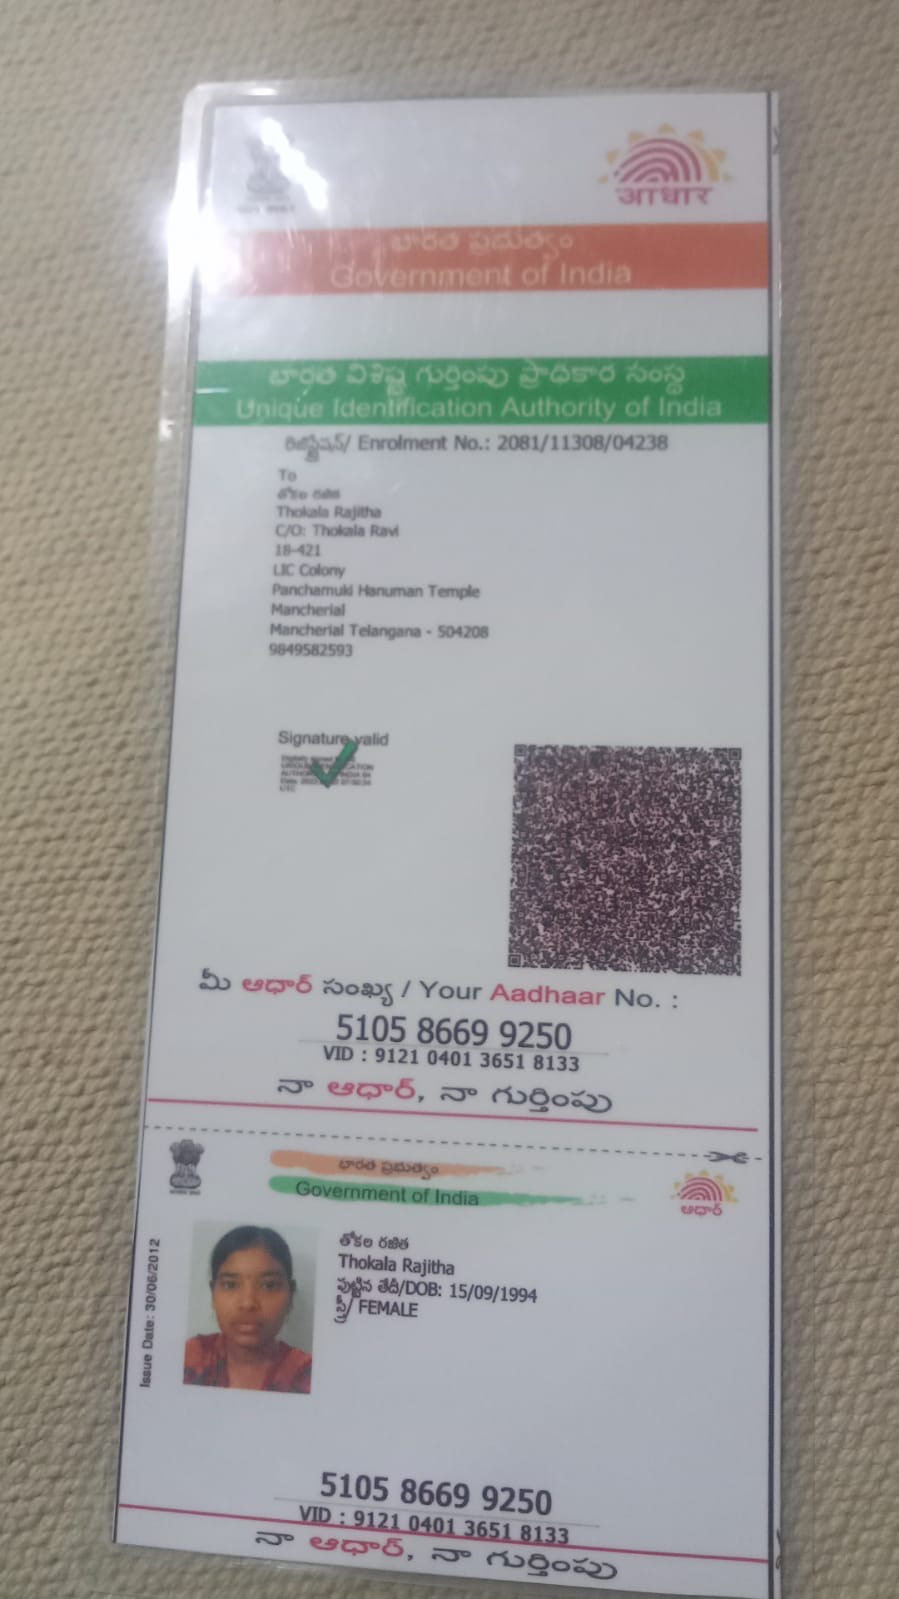 आधार
భారత ప్రభుత్వం
Government of India
భారత విశిష్ట గుర్తింపు ప్రాధికార సంస్థ
Unique Identification Authority of India
రిజిస్ట్రేషన్/ Enrolment No.: 2081/11308/04238
To
తోకల రజిత
Thokala Rajitha
C/O: Thokala Ravi
18-421
LIC Colony
Panchamuki Hanuman Temple
Mancherial
Mancherial Telangana - 504208
9849582593
Signature valid
మీ ఆధార్ సంఖ్య / Your Aadhaar No. :
5105 8669 9250
VID : 9121 0401 3651 8133
నా ఆధార్, నా గుర్తింపు
భారత ప్రభుత్వం
Government of India
ఆధార్
Issue Date: 30/06/2012
తోకల రజిత
Thokala Rajitha
పుట్టిన తేదీ/DOB: 15/09/1994
స్త్రీ/ FEMALE
5105 8669 9250
VID : 9121 0401 3651 8133
నా ఆధార్, నా గుర్తింపు